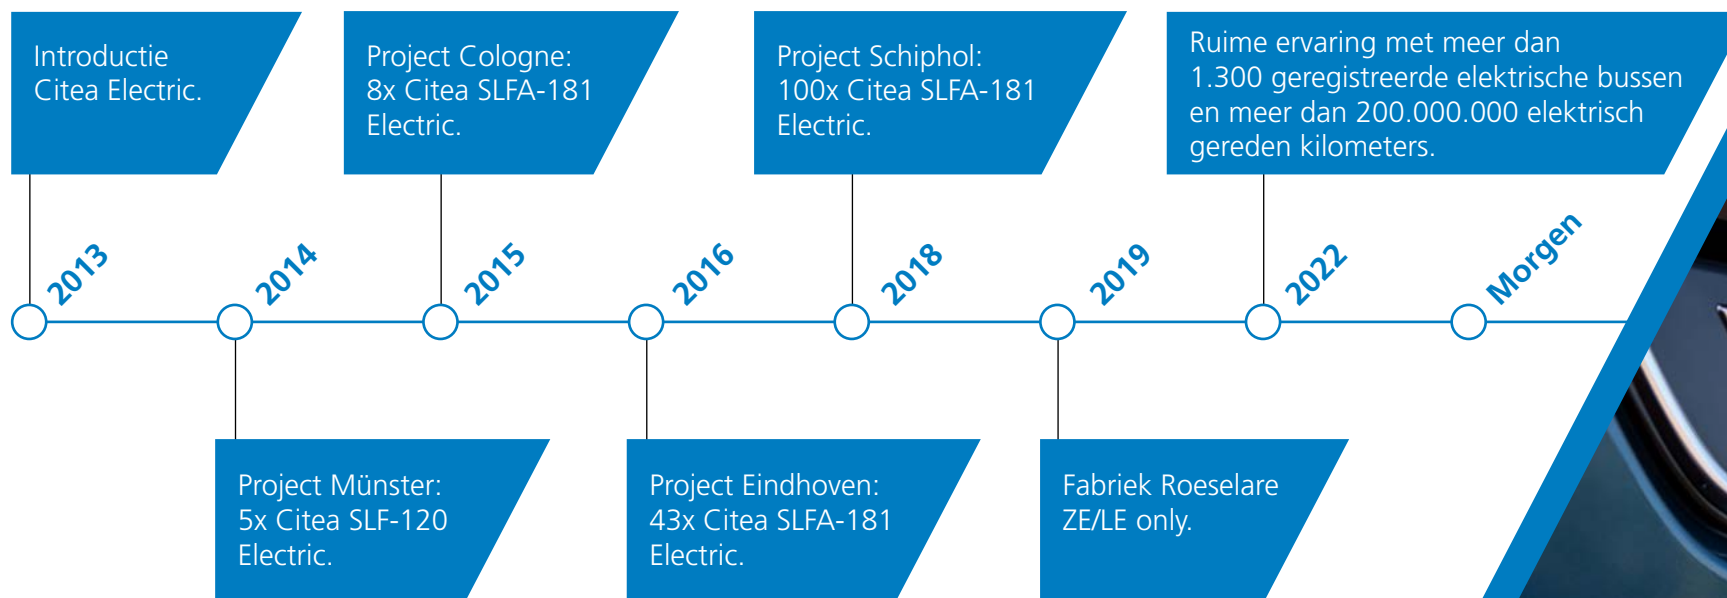 Introductie
Citea Electric.
Project Cologne:
8x Citea SLFA-181
Electric.
Project Schiphol:
100x Citea SLFA-181
Electric.
Ruime ervaring met meer dan
1.300 geregistreerde elektrische bussen
en meer dan 200.000.000 elektrisch
gereden kilometers.
2013
2014
2015
2016
2018
2019
2022
Morgen
Project Münster:
5x Citea SLF-120
Electric.
Project Eindhoven:
43x Citea SLFA-181
Electric.
Fabriek Roeselare
ZE/LE only.